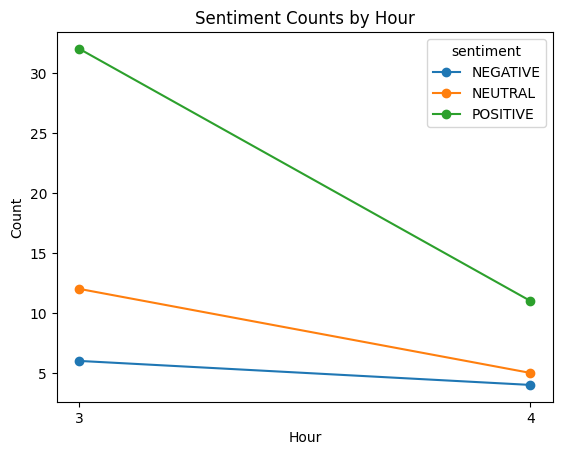 Sentiment Counts by Hour
sentiment
NEGATIVE
NEUTRAL
POSITIVE
Count
30
25
20
15
10
5
3
4
Hour